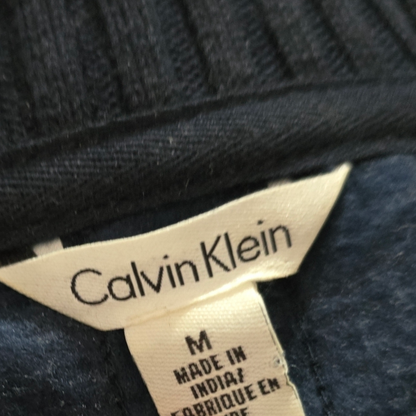 Calvin Klein
M
MADE IN
INDIA/
FABRIQUE EN